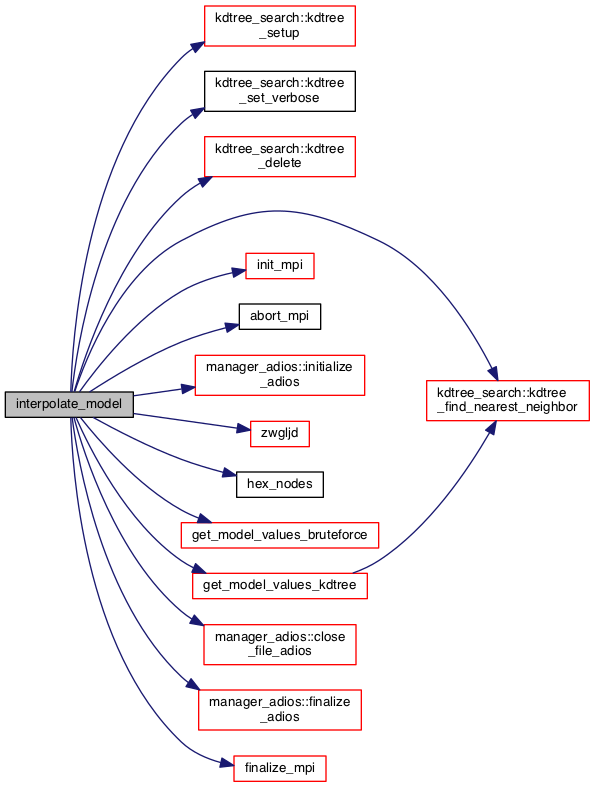 kdtree_search::kdtree
_setup
kdtree_search::kdtree
_set_verbose
kdtree_search::kdtree
_delete
init_mpi
abort_mpi
manager_adios::initialize
_adios
kdtree_search::kdtree
_find_nearest_neighbor
interpolate_model
zwgljd
hex_nodes
get_model_values_bruteforce
get_model_values_kdtree
manager_adios::close
_file_adios
manager_adios::finalize
_adios
finalize_mpi